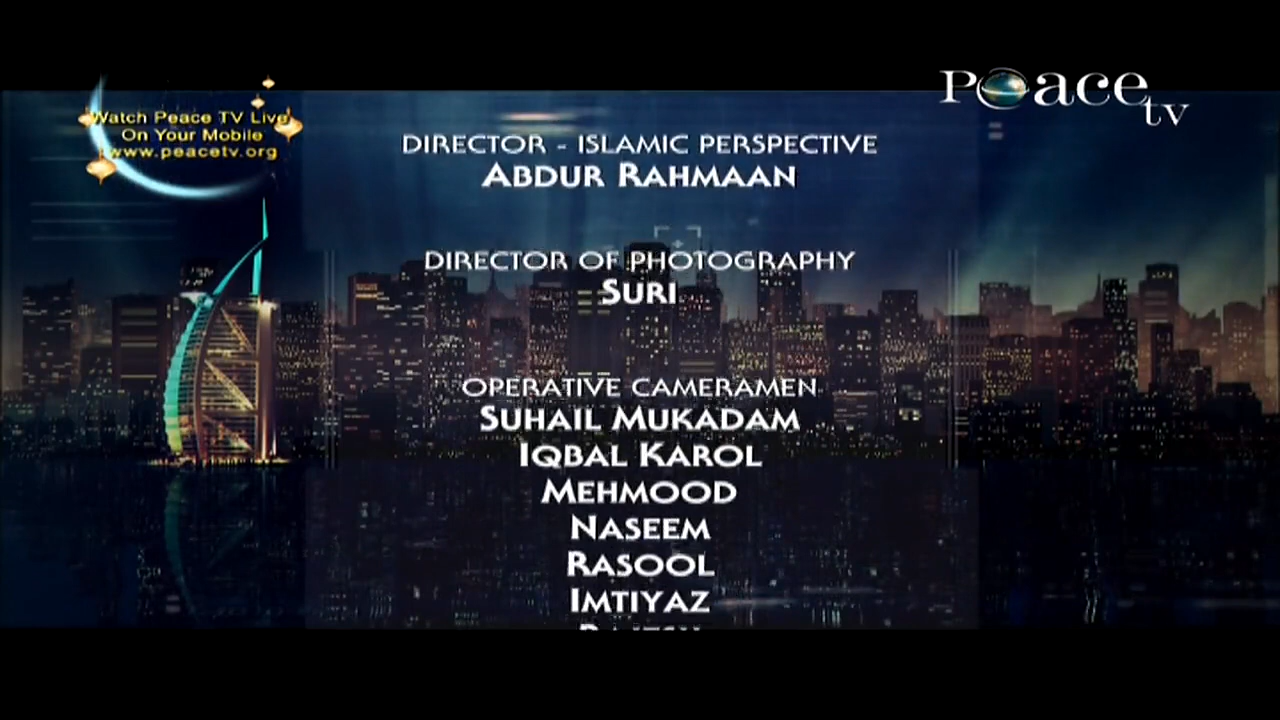 Peace tv
Watch Peace TV Live
On Your Mobile
www.peacetv.org
DIRECTOR - ISLAMIC PERSPECTIVE
ABDUR RAHMAAN
DIRECTOR OF PHOTOGRAPHY
SURI
OPERATIVE CAMERAMEN
SUHAIL MUKADAM
IQBAL KAROL
MEHMOOD
NASEEM
RASOOL
IMTIYAZ